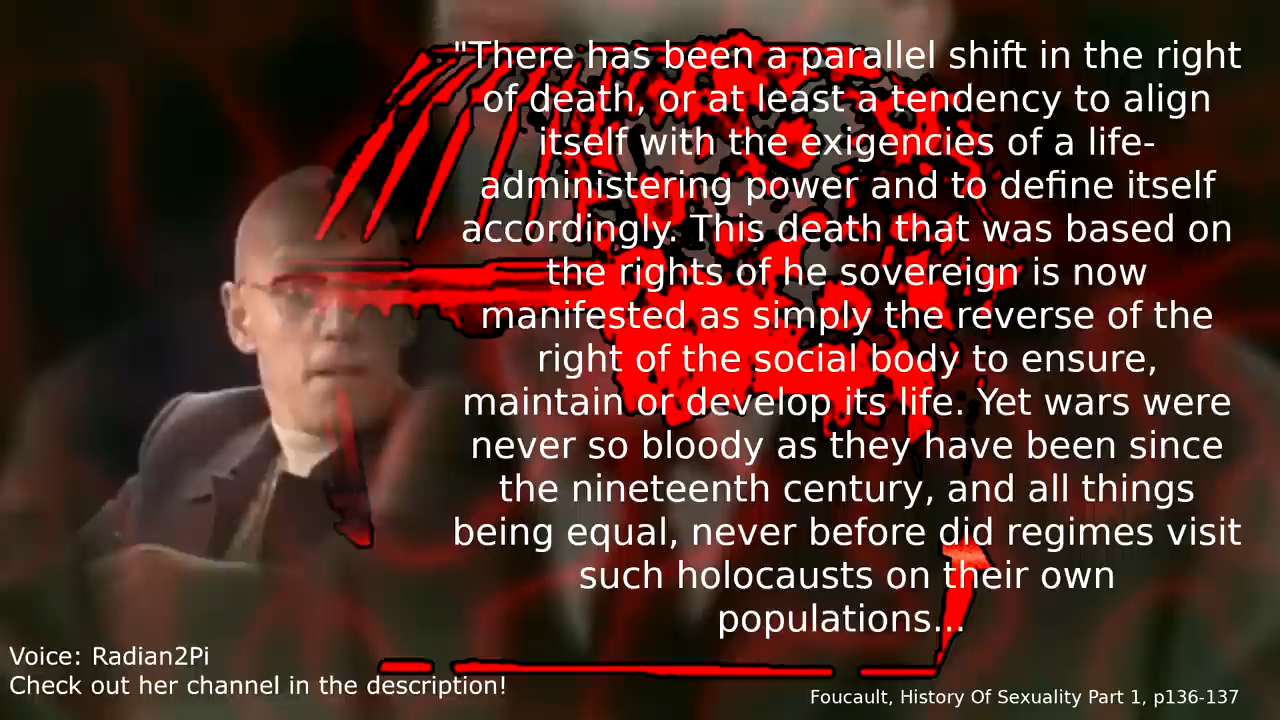 "There has been a parallel shift in the right
of death, or at least a tendency to align
itself with the exigencies of a life-
administering power and to define itself
accordingly. This death that was based on
the rights of he sovereign is now
manifested as simply the reverse of the
right of the social body to ensure,
maintain or develop its life. Yet wars were
never so bloody as they have been since
the nineteenth century, and all things
being equal, never before did regimes visit
such holocausts on their own
populations...
Voice: Radian2Pi
Check out her channel in the description!
Foucault, History Of Sexuality Part 1, p136-137